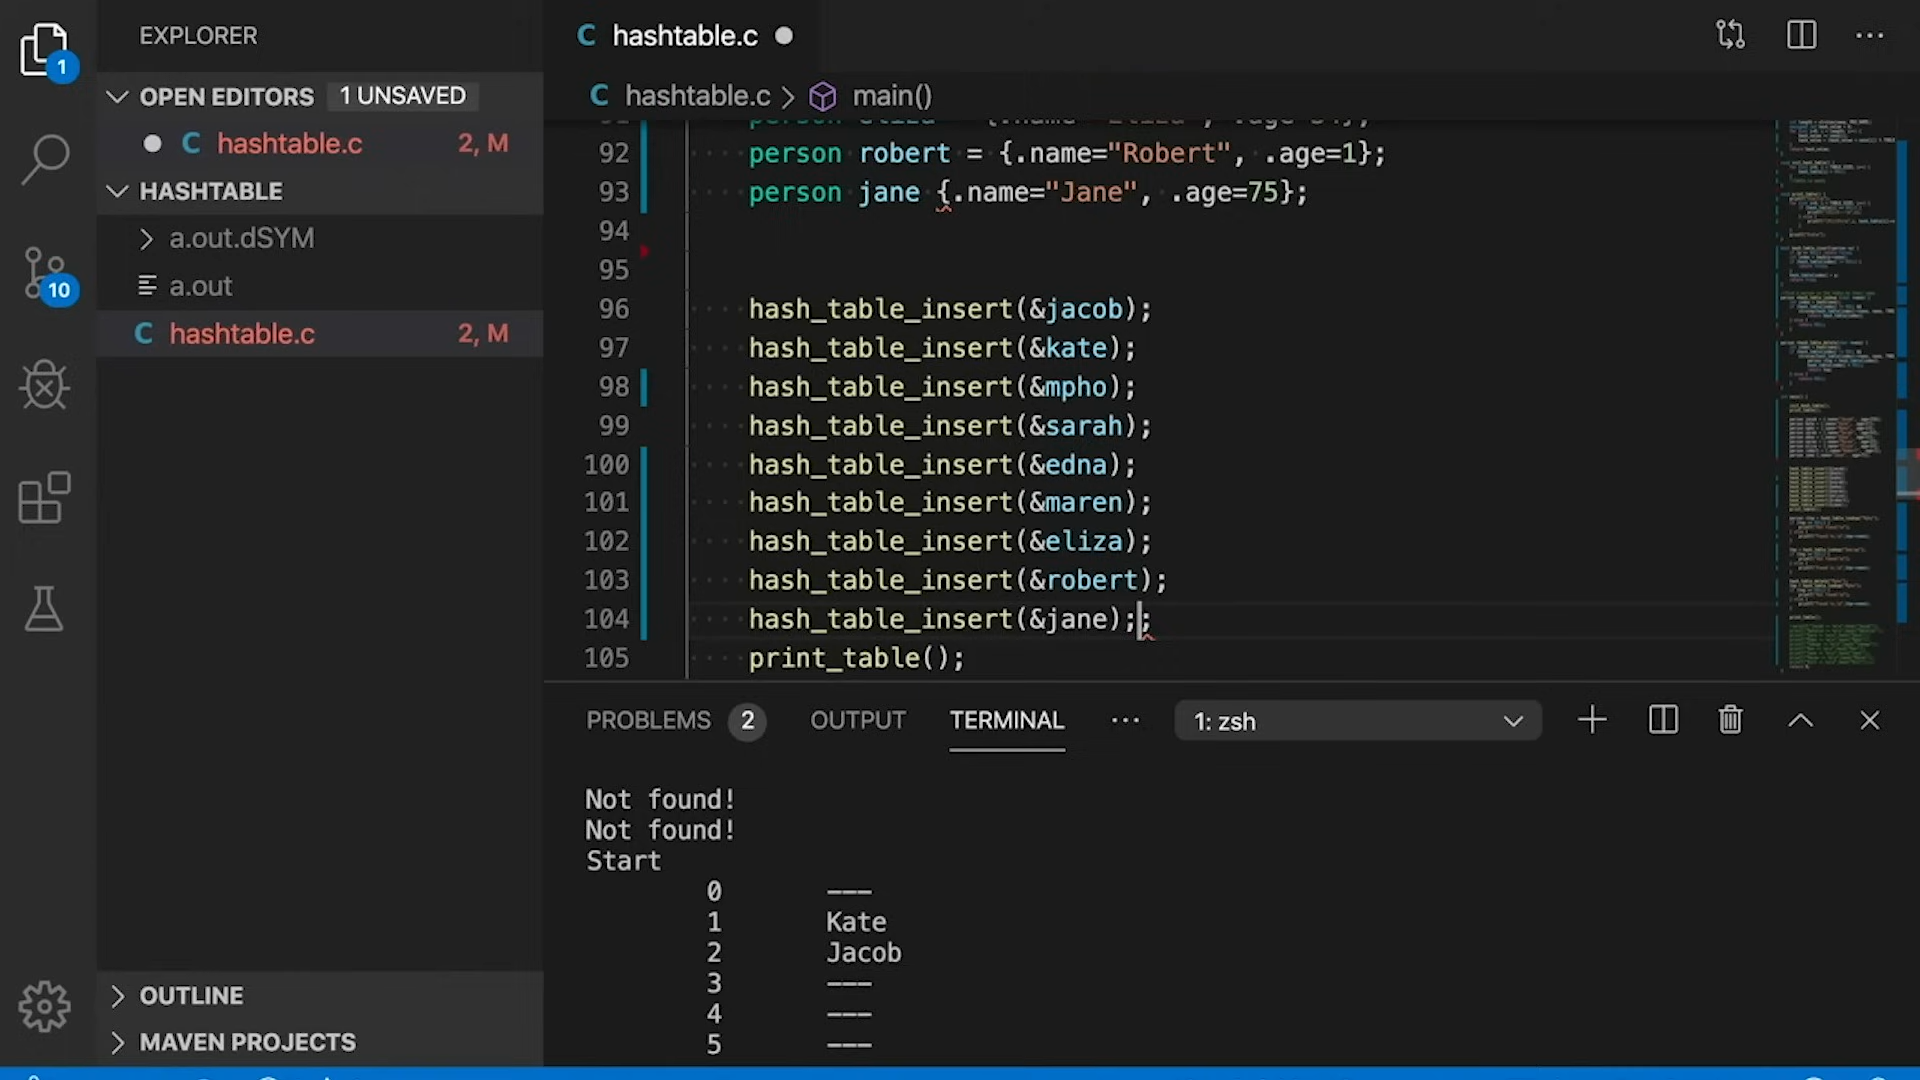 EXPLORER
1
OPEN EDITORS 1 UNSAVED
C hashtable.c 2, M
HASHTABLE
a.out.dSYM
a.out
C hashtable.c 2, M
10
OUTLINE
MAVEN PROJECTS
C hashtable.c
C hashtable.c > main()
92 person robert = {.name="Robert", .age=1};
93 person jane {.name="Jane", .age=75};
94
95
96 hash_table_insert(&jacob);
97 hash_table_insert(&kate);
98 hash_table_insert(&mpho);
99 hash_table_insert(&sarah);
100 hash_table_insert(&edna);
101 hash_table_insert(&maren);
102 hash_table_insert(&eliza);
103 hash_table_insert(&robert);
104 hash_table_insert(&jane);;
105 print_table();
PROBLEMS 2 OUTPUT TERMINAL ... 1: zsh
Not found!
Not found!
Start
0 ---
1 Kate
2 Jacob
3 ---
4 ---
5 ---